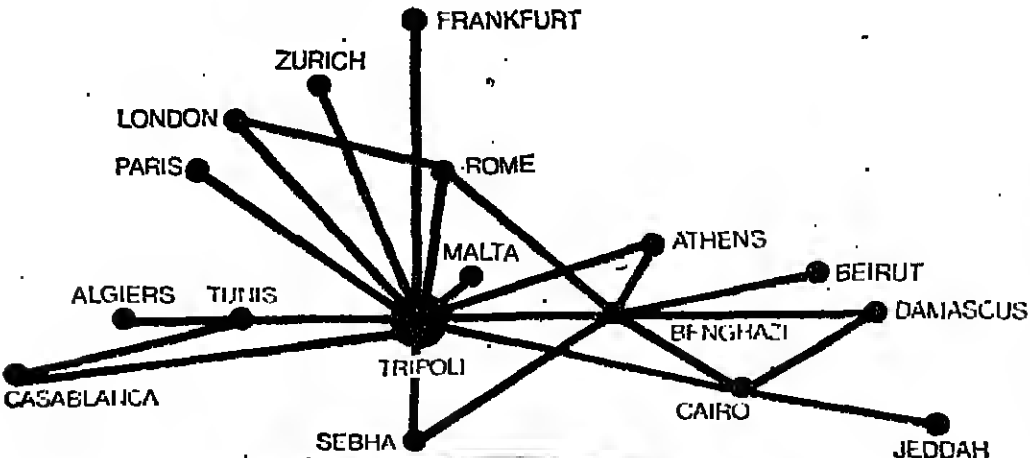 FRANKFURT
ZURICH
LONDON
PARIS
ROME
ATHENS
MALTA
BEIRUT
ALGIERS
TUNIS
DAMASCUS
BENGHAZI
TRIPOLI
CASABLANCA
CAIRO
SEBHA
JEDDAH